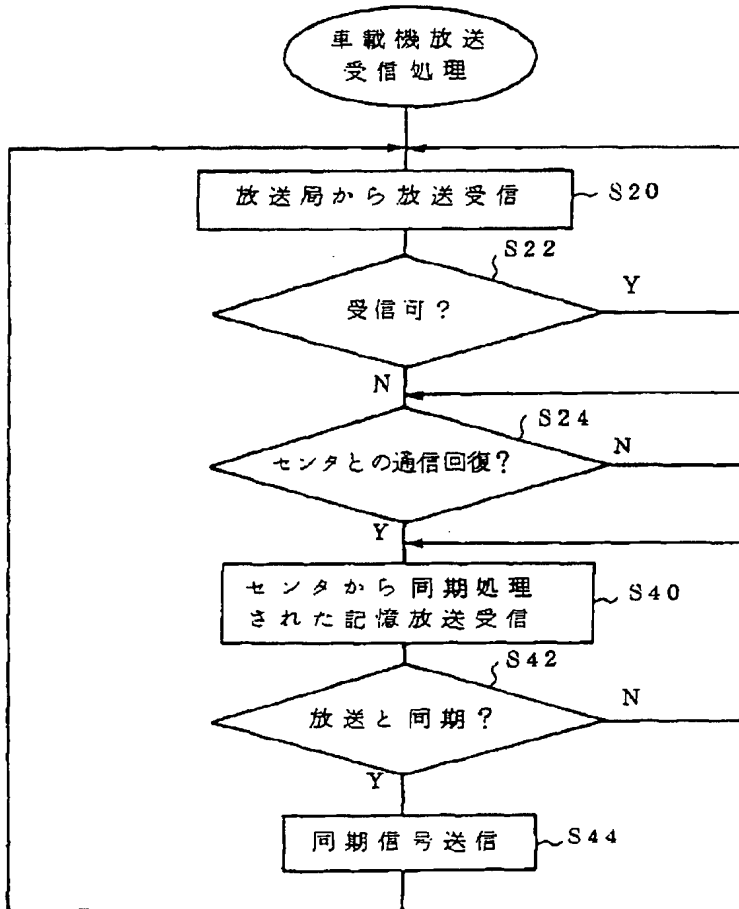 車載機放送
受信処理
放送局から放送受信
S20
S22
受信可?
Y
N
S24
センタとの通信回復?
N
Y
センタから同期処理
された記憶放送受信
S40
S42
放送と同期?
N
Y
同期信号送信
S44